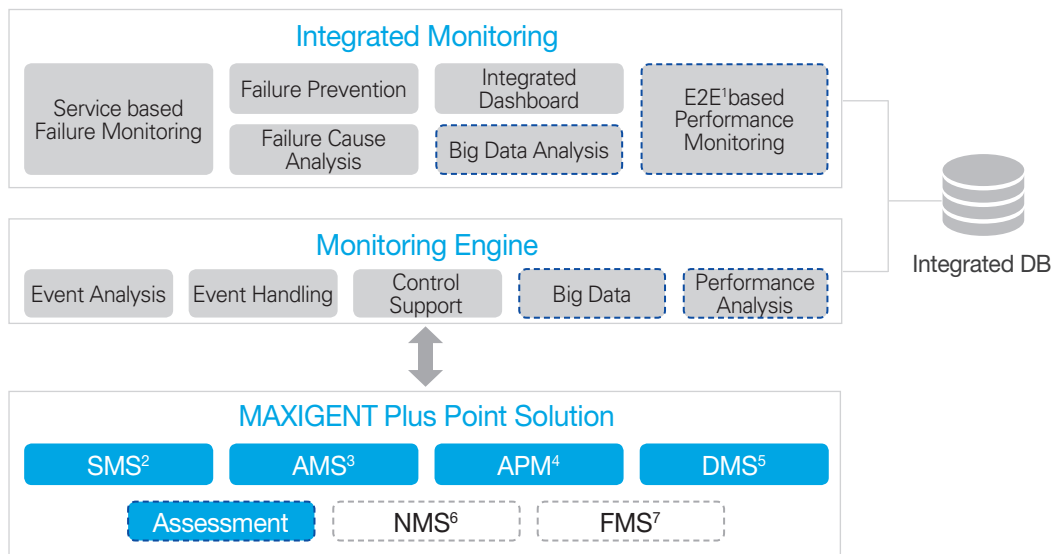 Integrated Monitoring
Service based
Failure Monitoring
Failure Prevention
Failure Cause
Analysis
Integrated
Dashboard
Big Data Analysis
E2E¹based
Performance
Monitoring
Monitoring Engine
Event Analysis
Event Handling
Control
Support
Big Data
Performance
Analysis
Integrated DB
MAXIGENT Plus Point Solution
SMS²
AMS³
APM⁴
DMS⁵
Assessment
NMS⁶
FMS⁷